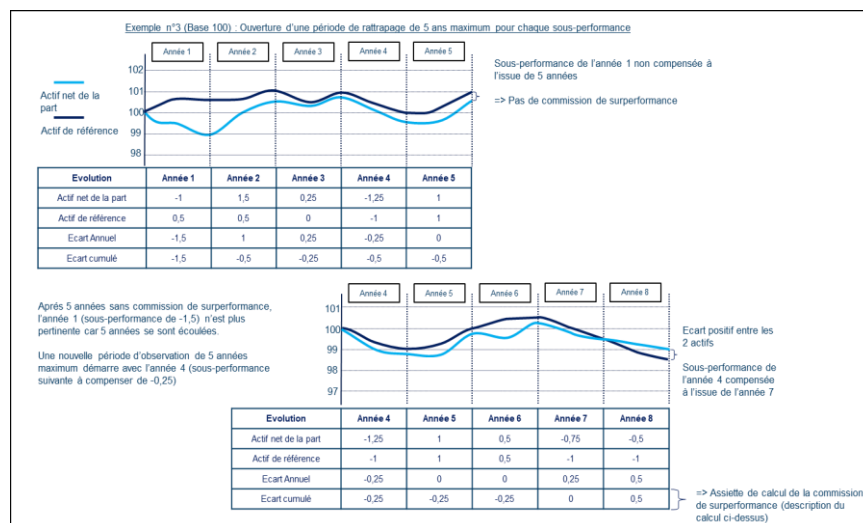 Exemple n°3 (Base 100) : Ouverture d'une période de rattrapage de 5 ans maximum pour chaque sous-performance
Année 1 Année 2 Année 3 Année 4 Année 5
102
101
100
99
98
Actif net de la
part
Actif de référence
Sous-performance
de l'année 1 non compensée à
l'issue de 5 années
=> Pas de commission de surperformance
Evolution Année 1 Année 2 Année 3 Année 4 Année 5
Actif net de la part -1 1,5 0,25 -1,25 1
Actif de référence 0,5 0,5 0 -1 1
Ecart Annuel -1,5 1 0,25 -0,25 0
Ecart cumulé -1,5 -0,5 -0,25 -0,5 -0,5
Après 5 années sans commission de surperformance,
l'année 1 (sous-performance de -1,5) n'est plus
pertinente car 5 années se sont écoulées.
Une nouvelle période d'observation de 5 années
maximum démarre avec l'année 4 (sous-performance
suivante à compenser de -0,25)
Année 4 Année 5 Année 6 Année 7 Année 8
101
100
99
98
97
Ecart positif entre les
2 actifs
Sous-performance de
l'année 4 compensée
à l'issue de l'année 7
Evolution Année 4 Année 5 Année 6 Année 7 Année 8
Actif net de la part -1,25 1 0,5 -0,75 -0,5
Actif de référence -1 1 0,5 -1 -1
Ecart Annuel -0,25 0 0 0,25 0,5
Ecart cumulé -0,25 -0,25 -0,25 0 0,5
=> Assiette de calcul de la commission
de surperformance (description du
calcul ci-dessus)